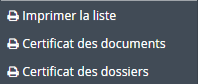 Imprimer la liste
Certificat des documents
Certificat des dossiers